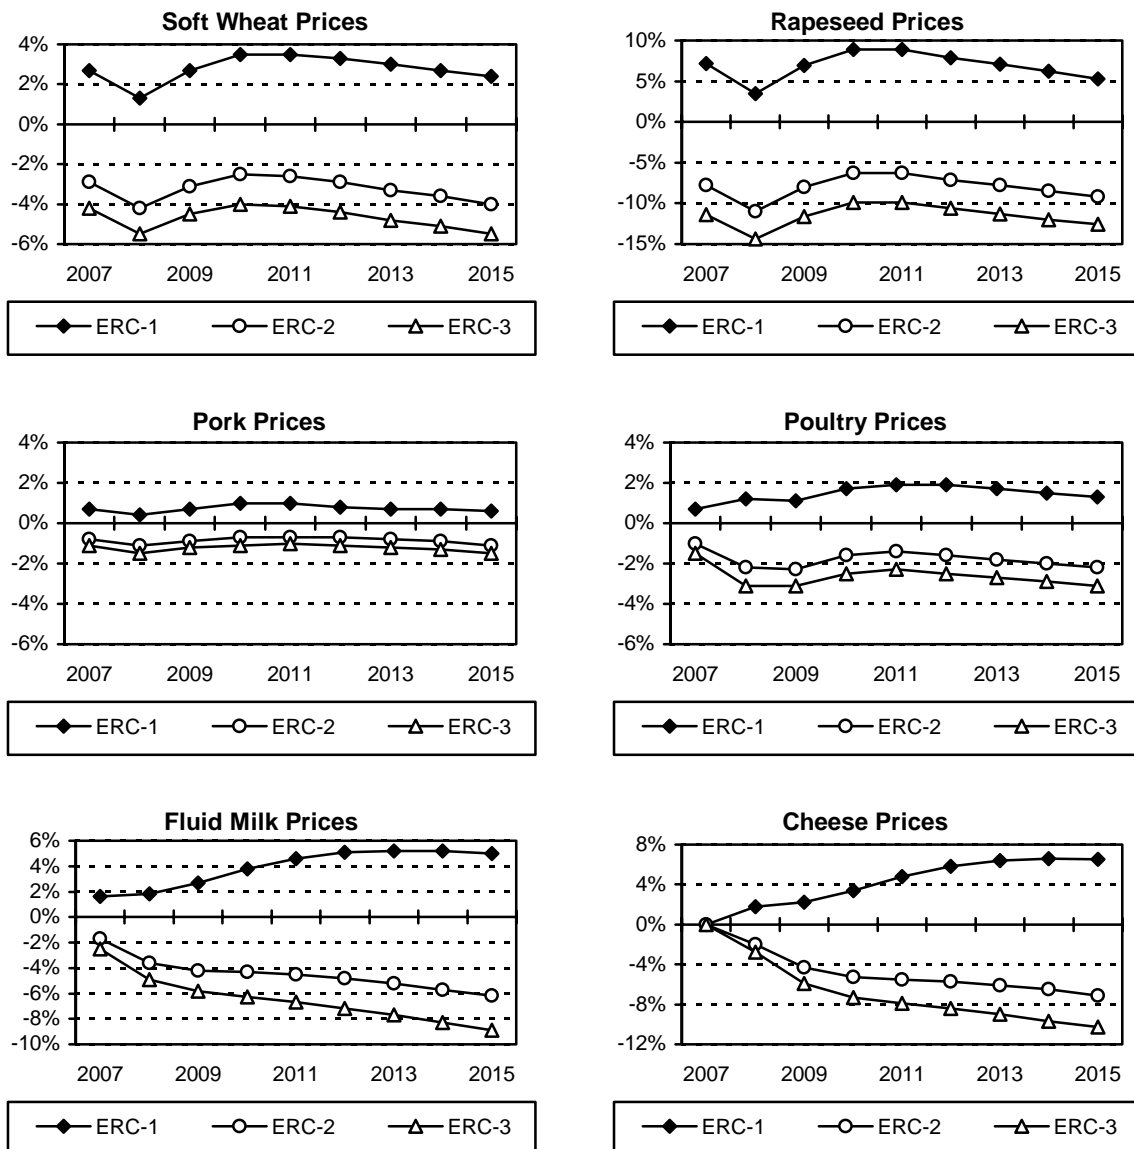 Soft Wheat Prices
4%
2%
0%
-2%
-4%
-6%
2007 2009 2011 2013 2015
ERC-1 ERC-2 ERC-3
Rapeseed Prices
10%
5%
0%
-5%
-10%
-15%
2007 2009 2011 2013 2015
ERC-1 ERC-2 ERC-3
Pork Prices
4%
2%
0%
-2%
-4%
-6%
2007 2009 2011 2013 2015
ERC-1 ERC-2 ERC-3
Poultry Prices
4%
2%
0%
-2%
-4%
-6%
2007 2009 2011 2013 2015
ERC-1 ERC-2 ERC-3
Fluid Milk Prices
6%
4%
2%
0%
-2%
-4%
-6%
-8%
-10%
2007 2009 2011 2013 2015
ERC-1 ERC-2 ERC-3
Cheese Prices
8%
4%
0%
-4%
-8%
-12%
2007 2009 2011 2013 2015
ERC-1 ERC-2 ERC-3